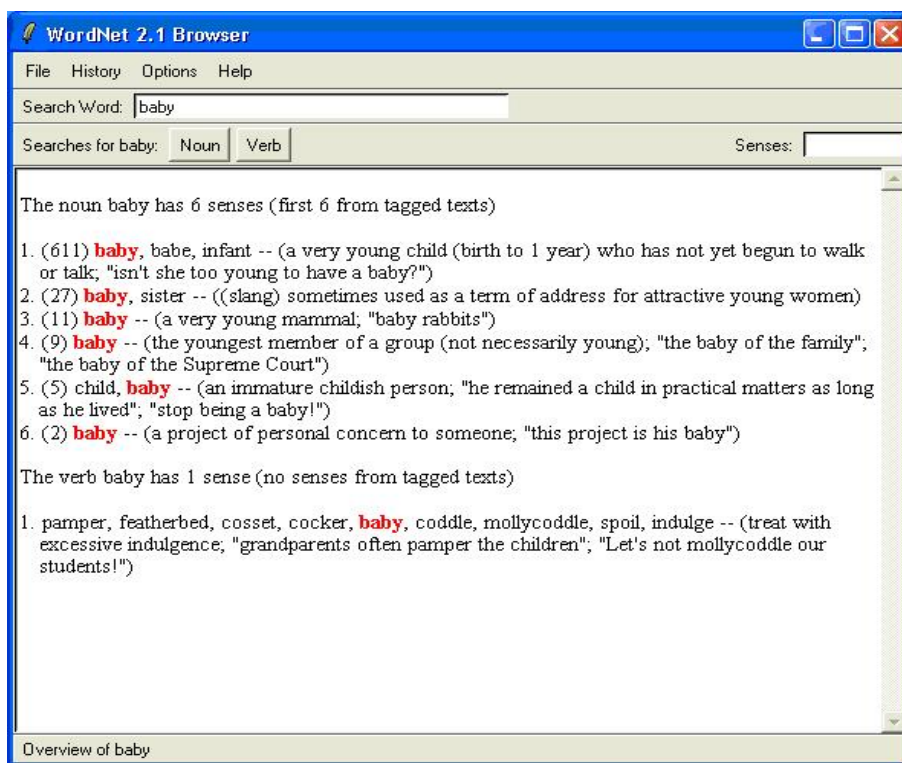 WordNet 2.1 Browser
File History Options Help
Search Word: baby
Searches for baby: Noun Verb Senses:
The noun baby has 6 senses (first 6 from tagged texts)
1. (611) baby, babe, infant -- (a very young child (birth to 1 year) who has not yet begun to walk
or talk; "isn't she too young to have a baby?")
2. (27) baby, sister -- ((slang) sometimes used as a term of address for attractive young women)
3. (11) baby -- (a very young mammal; "baby rabbits")
4. (9) baby -- (the youngest member of a group (not necessarily young); "the baby of the family";
"the baby of the Supreme Court")
5. (5) child, baby -- (an immature childish person; "he remained a child in practical matters as long
as he lived"; "stop being a baby!")
6. (2) baby -- (a project of personal concern to someone; "this project is his baby")
The verb baby has 1 sense (no senses from tagged texts)
1. pamper, featherbed, cosset, cocker, baby, coddle, mollycoddle, spoil, indulge -- (treat with
excessive indulgence; "grandparents often pamper the children"; "Let's not mollycoddle our
students!")
Overview of baby